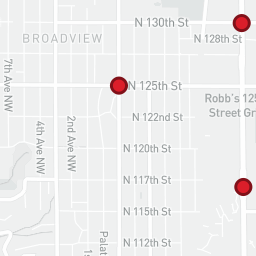 N 130th St
BROADVIEW
N 128th St
7th Ave NW
N 125th St
Robb's 125
Street Gr
N 122nd St
4th Ave NW
2nd Ave NW
N 120th St
N 117th St
N 115th St
Palat
N 112th St